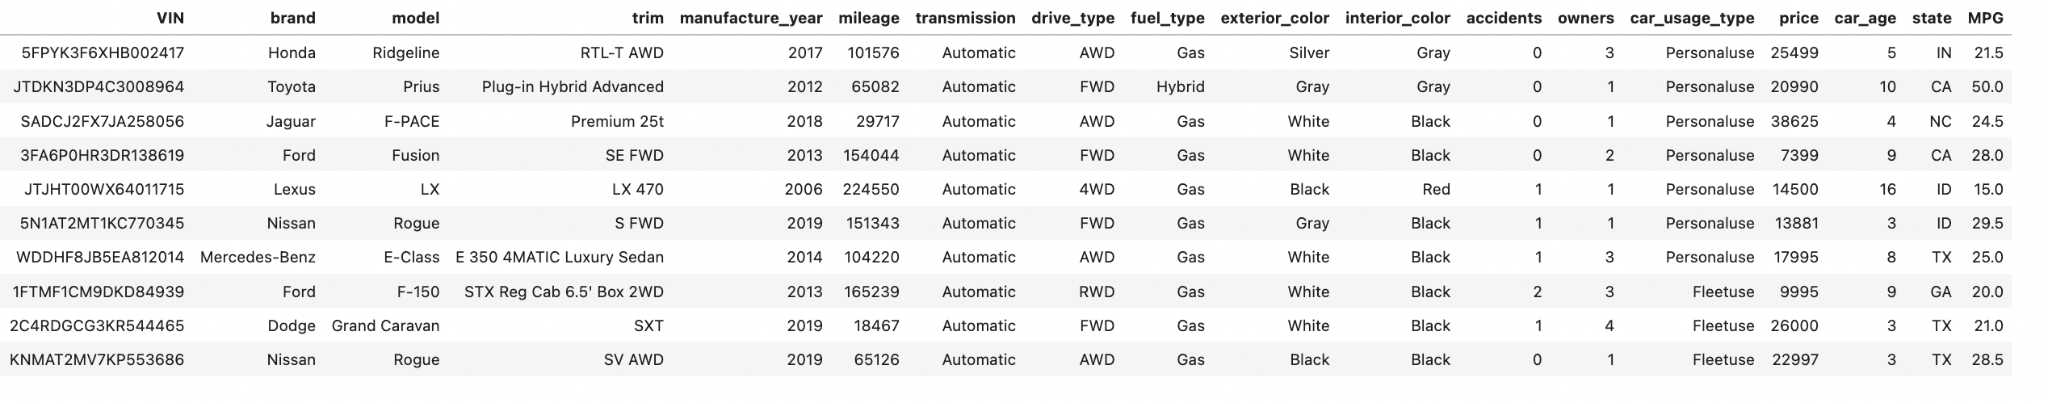 VIN brand model trim manufacture_year mileage transmission drive_type fuel_type exterior_color interior_color accidents owners car_usage_type price car_age state MPG
5FPYK3F6XHB002417 Honda Ridgeline RTL-T AWD 2017 101576 Automatic AWD Gas Silver Gray 0 3 Personaluse 25499 5 IN 21.5
JTDKN3DP4C3008964 Toyota Prius Plug-in Hybrid Advanced 2012 65082 Automatic FWD Hybrid Gray Gray 0 1 Personaluse 20990 10 CA 50.0
SADCJ2FX7JA258056 Jaguar F-PACE Premium 25t 2018 29717 Automatic AWD Gas White Black 0 1 Personaluse 38625 4 NC 24.5
3FA6P0HR3DR138619 Ford Fusion SE FWD 2013 154044 Automatic FWD Gas White Black 0 2 Personaluse 7399 9 CA 28.0
JTJHT00WX64011715 Lexus LX LX 470 2006 224550 Automatic 4WD Gas Black Red 1 1 Personaluse 14500 16 ID 15.0
5N1AT2MT1KC770345 Nissan Rogue S FWD 2019 151343 Automatic FWD Gas Gray Black 1 1 Personaluse 13881 3 ID 29.5
WDDHF8JB5EA812014 Mercedes-Benz E-Class E 350 4MATIC Luxury Sedan 2014 104220 Automatic AWD Gas White Black 1 3 Personaluse 17995 8 TX 25.0
1FTMF1CM9DKD84939 Ford F-150 STX Reg Cab 6.5' Box 2WD 2013 165239 Automatic RWD Gas White Black 2 3 Fleetuse 9995 9 GA 20.0
2C4RDGCG3KR544465 Dodge Grand Caravan SXT 2019 18467 Automatic FWD Gas White Black 1 4 Fleetuse 26000 3 TX 21.0
KNMAT2MV7KP553686 Nissan Rogue SV AWD 2019 65126 Automatic AWD Gas Black Black 0 1 Fleetuse 22997 3 TX 28.5